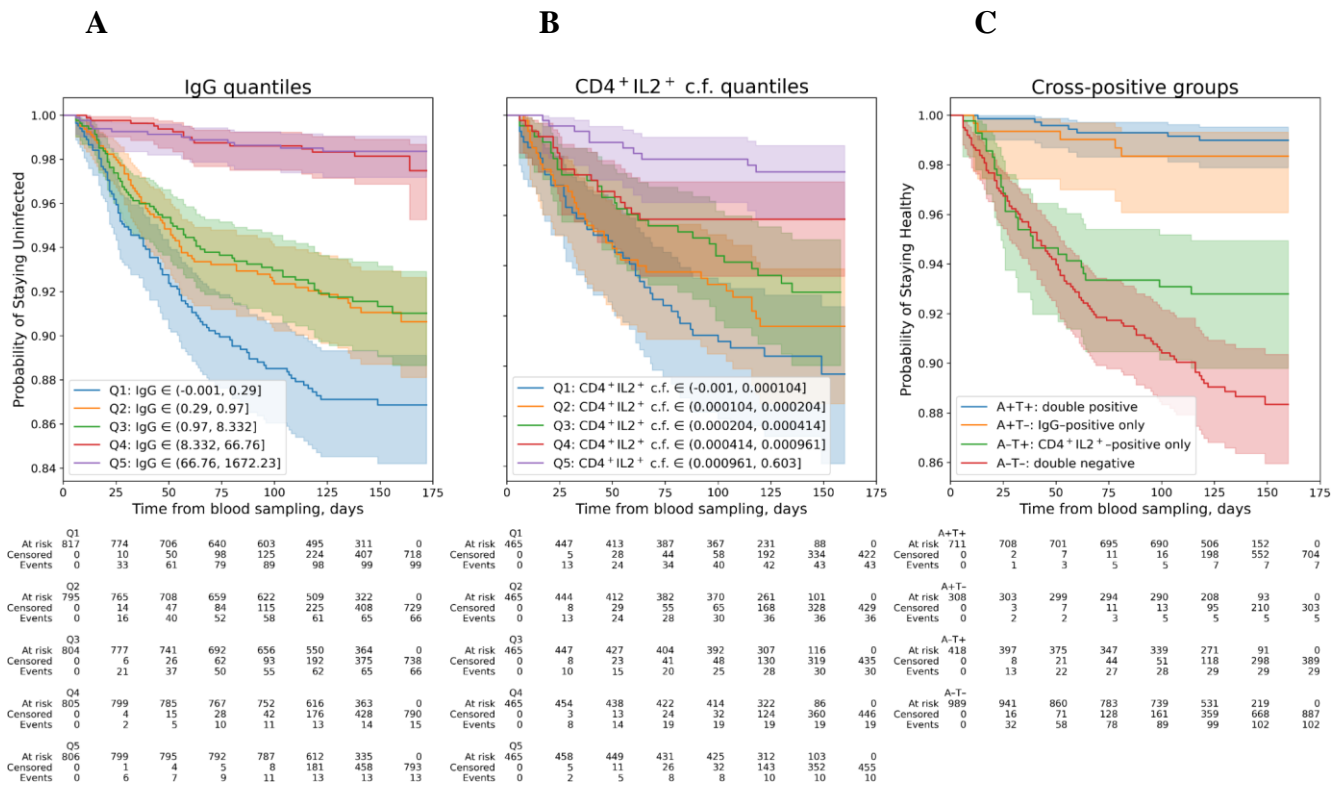 A
B
C
IgG quantiles
CD4+IL2+ c.f. quantiles
Cross-positive groups
Probability of Staying Uninfected
1.00
0.98
0.96
0.94
0.92
0.90
0.88
0.86
0.84
Q1: IgG ∈ (-0.001, 0.29]
Q2: IgG ∈ (0.29, 0.97]
Q3: IgG ∈ (0.97, 8.332]
Q4: IgG ∈ (8.332, 66.76]
Q5: IgG ∈ (66.76, 1672.23]
0 25 50 75 100 125 150 175
Time from blood sampling, days
Q1: CD4+IL2+ c.f. ∈ (-0.001, 0.000104]
Q2: CD4+IL2+ c.f. ∈ (0.000104, 0.000204]
Q3: CD4+IL2+ c.f. ∈ (0.000204, 0.000414]
Q4: CD4+IL2+ c.f. ∈ (0.000414, 0.000961]
Q5: CD4+IL2+ c.f. ∈ (0.000961, 0.603]
0 25 50 75 100 125 150 175
Time from blood sampling, days
Probability of Staying Healthy
1.00
0.98
0.96
0.94
0.92
0.90
0.88
0.86
A+T+: double positive
A+T–: IgG–positive only
A–T+: CD4+IL2+–positive only
A–T–: double negative
0 25 50 75 100 125 150 175
Time from blood sampling, days
Q1
At risk 817 774 706 640 603 495 311 0
Censored 0 10 50 98 125 224 407 718
Events 0 33 61 79 89 98 99 99
Q2
At risk 795 765 708 659 622 509 322 0
Censored 0 14 47 84 115 225 408 729
Events 0 16 40 52 58 61 65 66
Q3
At risk 804 777 741 692 656 550 364 0
Censored 0 6 26 62 93 192 375 738
Events 0 21 37 50 55 62 65 66
Q4
At risk 805 799 785 767 752 616 363 0
Censored 0 4 15 28 42 176 428 790
Events 0 2 5 10 11 13 14 15
Q5
At risk 806 799 795 792 787 612 335 0
Censored 0 1 4 5 8 181 458 793
Events 0 6 7 9 11 13 13 13
Q1
At risk 465 447 413 387 367 231 88 0
Censored 0 5 28 44 58 192 334 422
Events 0 13 24 34 40 42 43 43
Q2
At risk 465 444 412 382 370 261 101 0
Censored 0 8 29 55 65 168 328 429
Events 0 13 24 28 30 36 36 36
Q3
At risk 465 447 427 404 392 307 116 0
Censored 0 8 23 41 48 130 319 435
Events 0 10 15 20 25 28 30 30
Q4
At risk 465 454 438 422 414 322 86 0
Censored 0 3 13 24 32 124 360 446
Events 0 8 14 19 19 19 19 19
Q5
At risk 465 458 449 431 425 312 103 0
Censored 0 5 11 26 32 143 352 455
Events 0 2 5 8 8 10 10 10
A+T+
At risk 711 708 701 695 690 506 152 0
Censored 0 2 7 11 16 198 552 704
Events 0 1 3 5 5 7 7 7
A+T–
At risk 308 303 299 294 290 208 93 0
Censored 0 3 7 11 13 95 210 303
Events 0 2 2 3 5 5 5 5
A–T+
At risk 418 397 375 347 339 271 91 0
Censored 0 8 21 44 51 118 298 389
Events 0 13 22 27 28 29 29 29
A–T–
At risk 989 941 860 783 739 531 219 0
Censored 0 16 71 128 161 359 668 887
Events 0 32 58 78 89 99 102 102